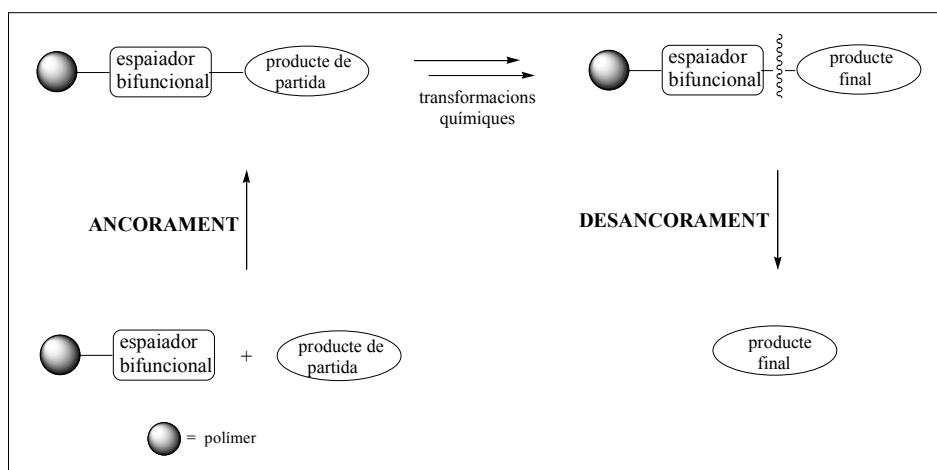 espaiador
bifuncional
producte de
partida
transformacions
químiques
espaiador
bifuncional
producte
final
ANCORAMENT
DESANCORAMENT
espaiador
bifuncional
+
producte de
partida
producte
final
= polímer